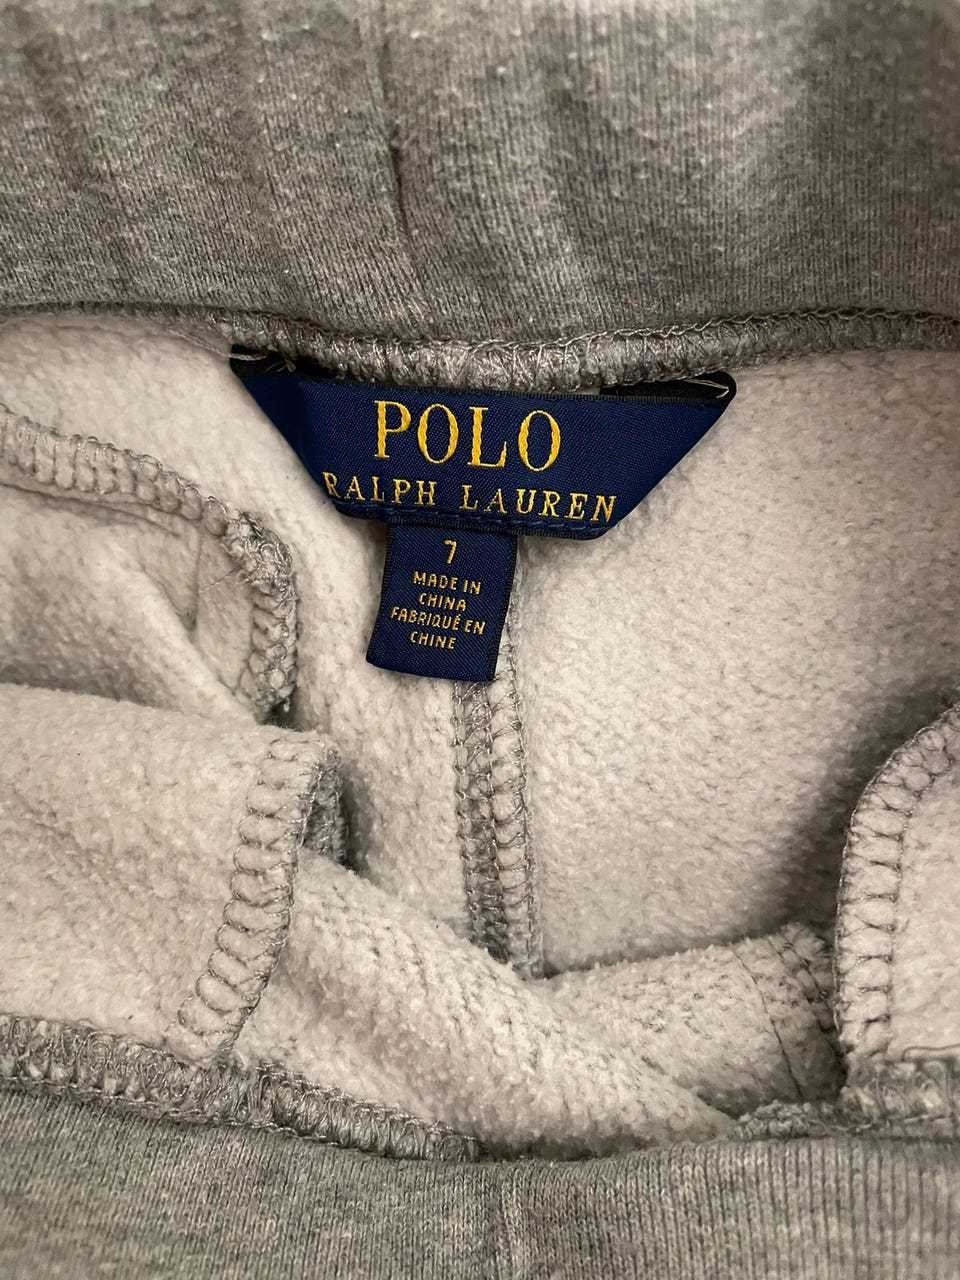 POLO
RALPH LAUREN
7
MADE IN
CHINA
FABRIQUÉ EN
CHINE